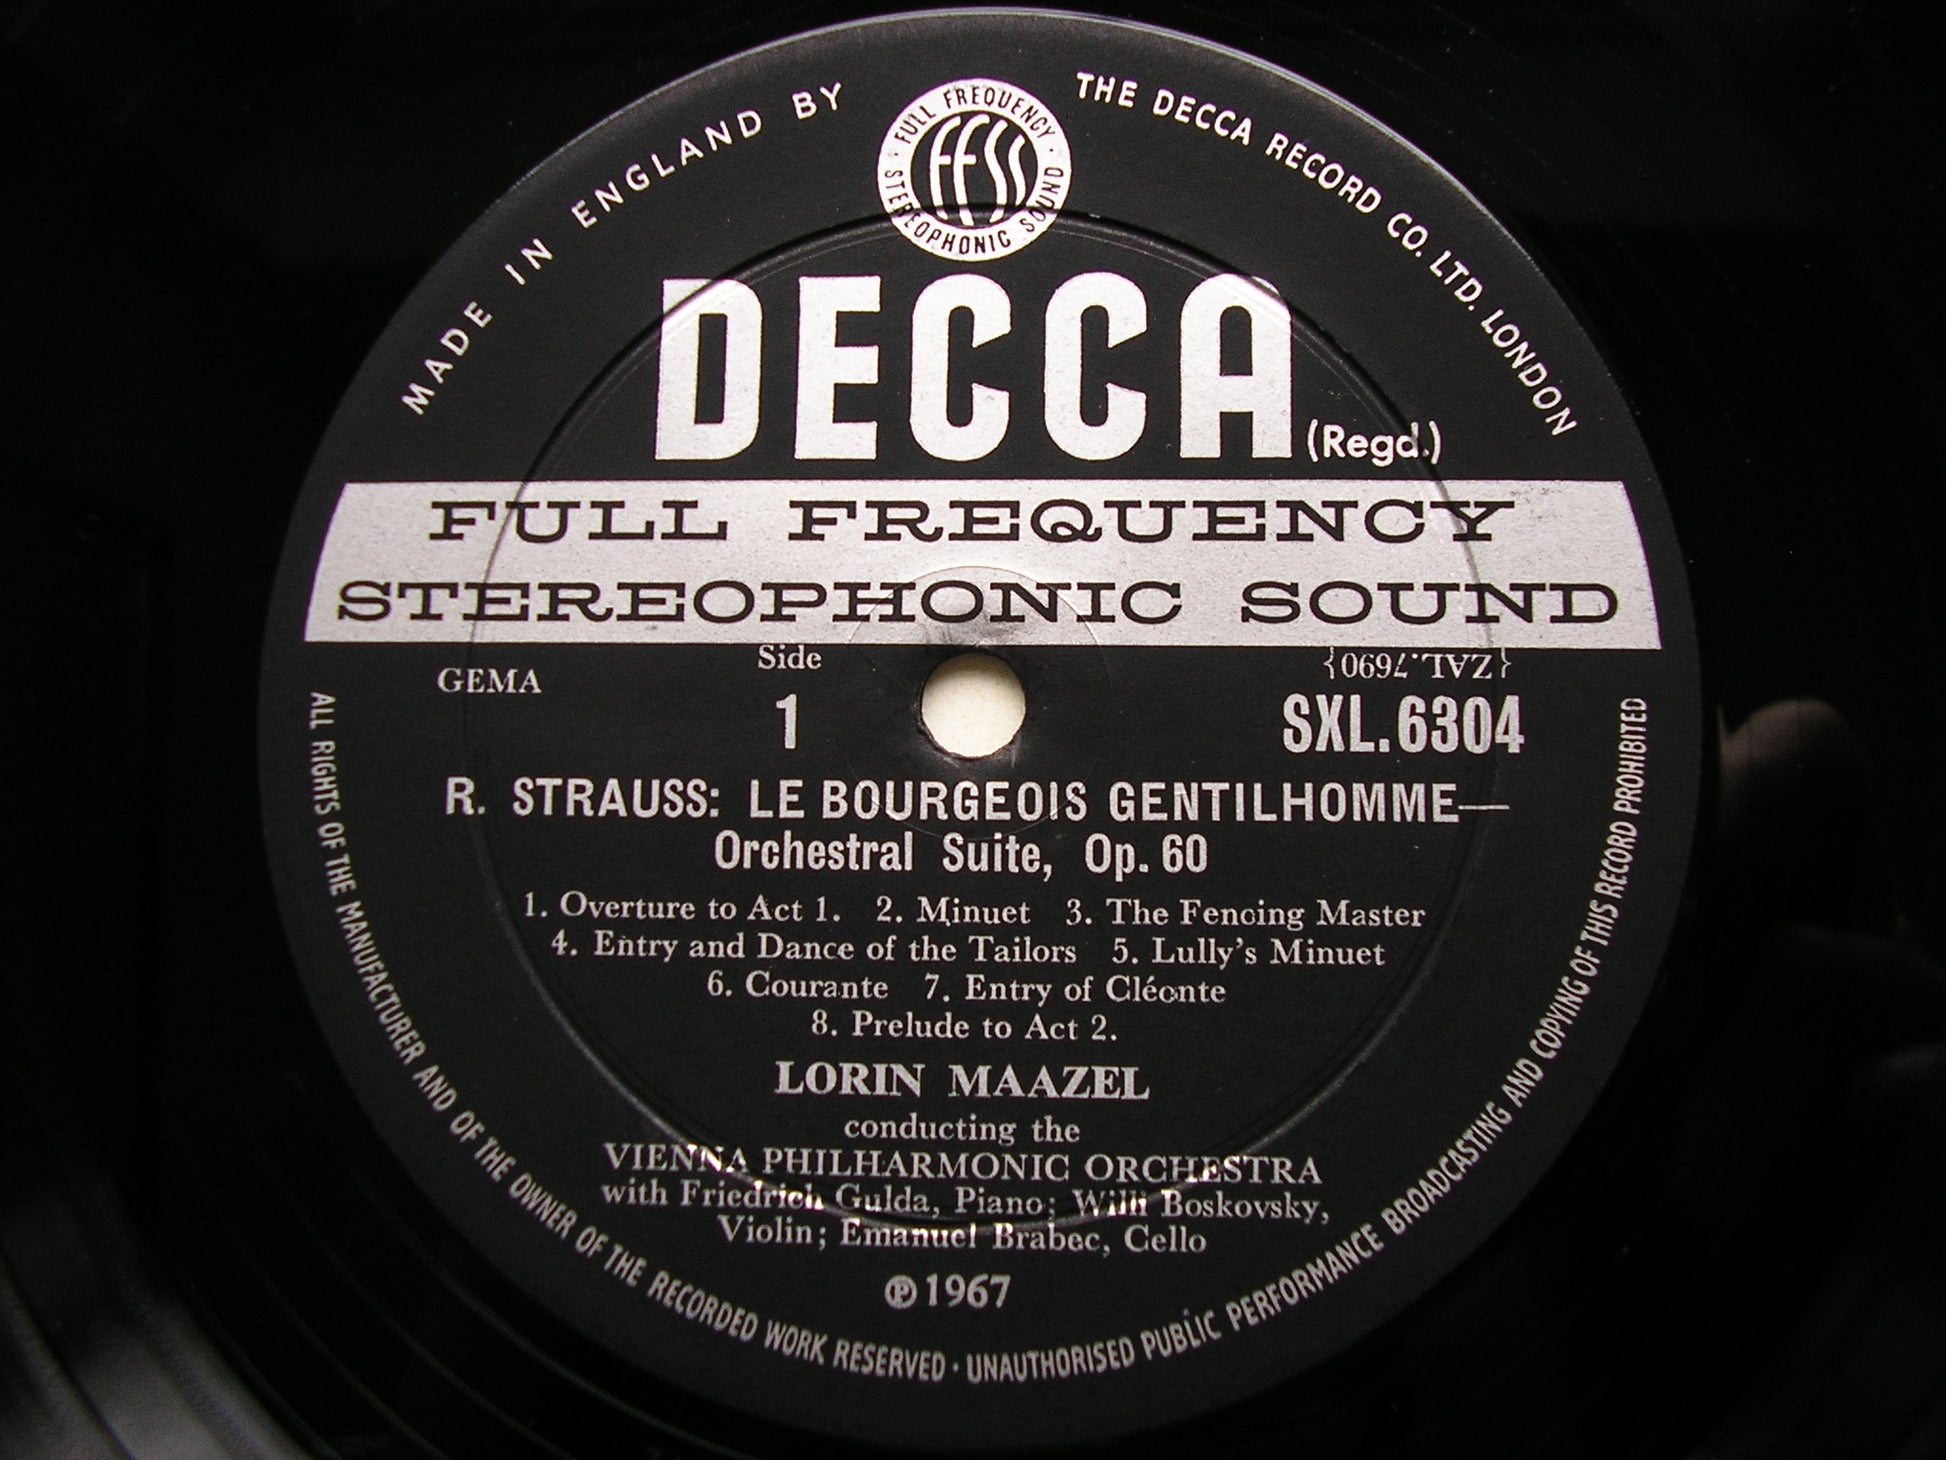 MADE IN ENGLAND BY
THE DECCA RECORD CO. LTD. LONDON
· FULL FREQUENCY ·
FFSS
STEREOPHONIC SOUND
DECCA (Regd.)
FULL FREQUENCY
STEREOPHONIC SOUND
GEMA
Side
1
{ZAL.7690}
SXL.6304
R. STRAUSS: LE BOURGEOIS GENTILHOMME—
Orchestral Suite, Op. 60
1. Overture to Act 1. 2. Minuet 3. The Fencing Master
4. Entry and Dance of the Tailors 5. Lully's Minuet
6. Courante 7. Entry of Cléonte
8. Prelude to Act 2.
LORIN MAAZEL
conducting the
VIENNA PHILHARMONIC ORCHESTRA
with Friedrich Gulda, Piano; Willi Boskovsky,
Violin; Emanuel Brabec, Cello
℗1967
ALL RIGHTS OF THE MANUFACTURER AND OF THE OWNER OF THE RECORDED WORK RESERVED · UNAUTHORISED PUBLIC PERFORMANCE BROADCASTING AND COPYING OF THIS RECORD PROHIBITED